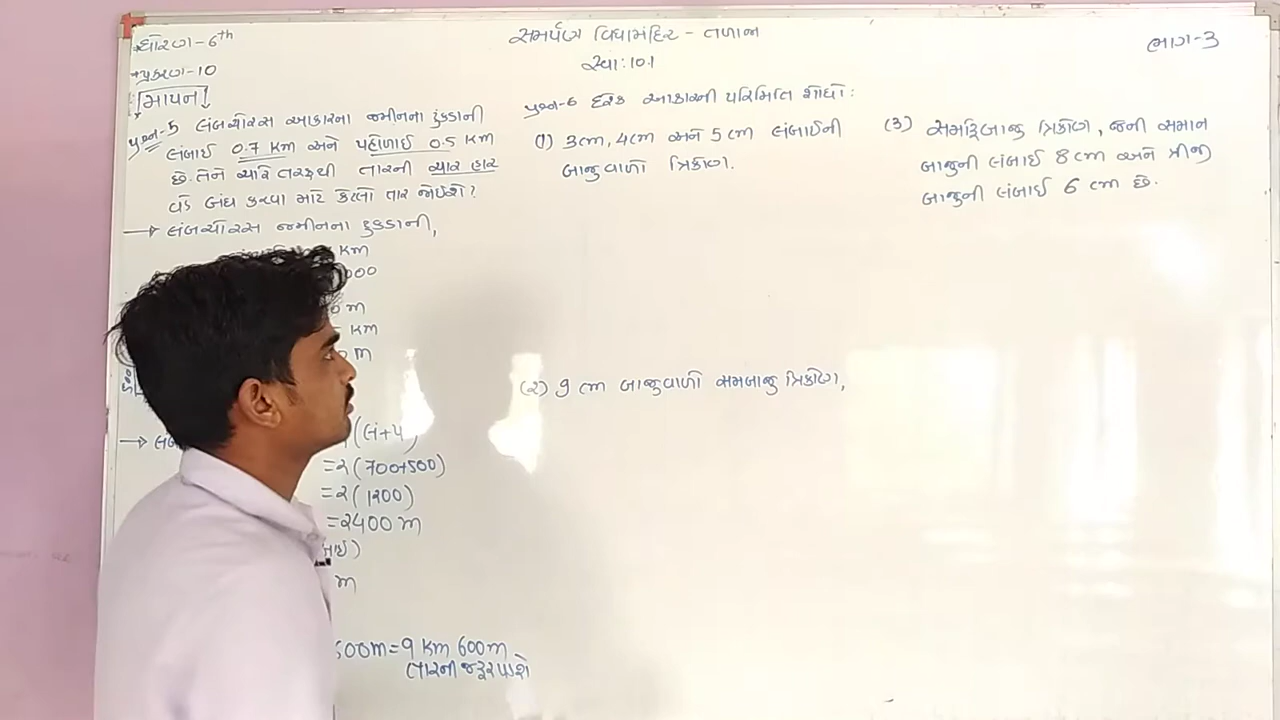 ધોરણ-6th
સમર્પણ વિદ્યામંદિર - તળાજા
ભાગ-3
પ્રકરણ-10
સ્વા:10.1
માપન
પ્રશ્ન-5 લંબચોરસ આકારના જમીનના ટુકડાની
લંબાઈ 0.7 Km અને પહોળાઈ 0.5 Km
છે. તેને ચારે તરફથી તારની ચાર હાર
વડે બંધ કરવા માટે કેટલો તાર જોઈશે?
→ લંબચોરસ જમીનના ટુકડાની,
Km
000
m
Km
m
(લં+પ)
=2(700+500)
=2(1200)
=2400 m
m
600m=9 Km 600m
તારની જરૂર પડશે
પ્રશ્ન-6 દરેક આકારની પરિમિતિ શોધો:
(1) 3cm, 4cm અને 5cm લંબાઈની
બાજુવાળો ત્રિકોણ.
(2) 9 cm બાજુવાળો સમબાજુ ત્રિકોણ,
(3) સમદ્વિબાજુ ત્રિકોણ, જેની સમાન
બાજુની લંબાઈ 8 cm અને ત્રીજી
બાજુની લંબાઈ 6 cm છે.